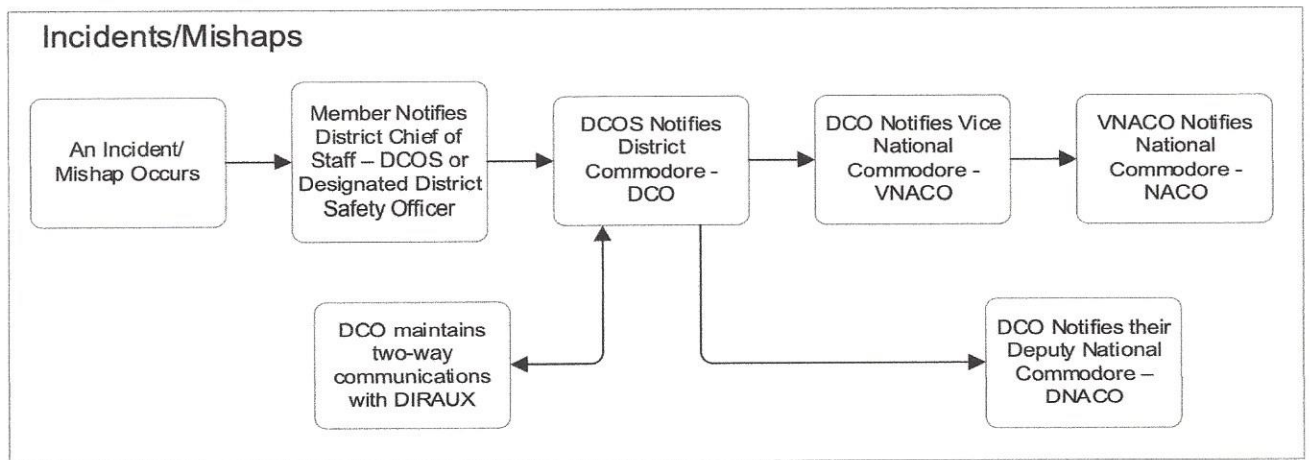 Incidents/Mishaps
An Incident/
Mishap Occurs
Member Notifies
District Chief of
Staff – DCOS or
Designated District
Safety Officer
DCOS Notifies
District
Commodore -
DCO
DCO Notifies Vice
National
Commodore -
VNACO
VNACO Notifies
National
Commodore -
NACO
DCO maintains
two-way
communications
with DIRAUX
DCO Notifies their
Deputy National
Commodore –
DNACO